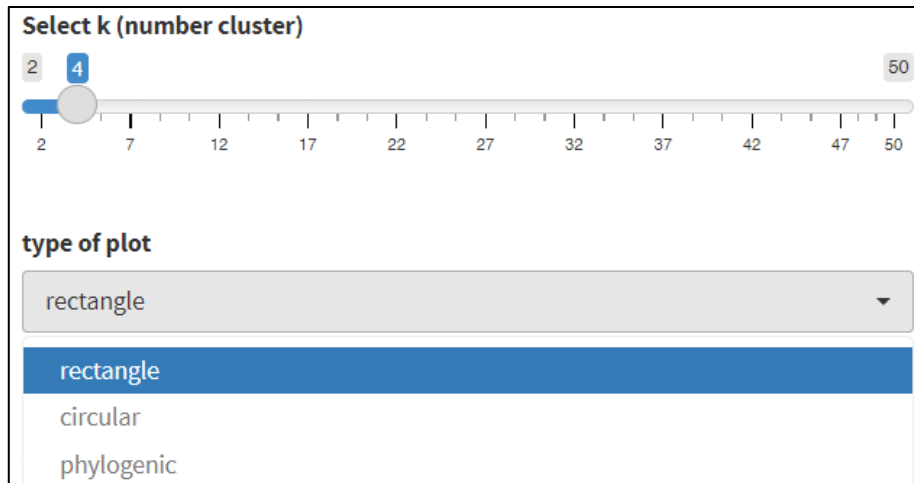 Select k (number cluster)
2 4 50
2 7 12 17 22 27 32 37 42 47 50
type of plot
rectangle
rectangle
circular
phylogenic